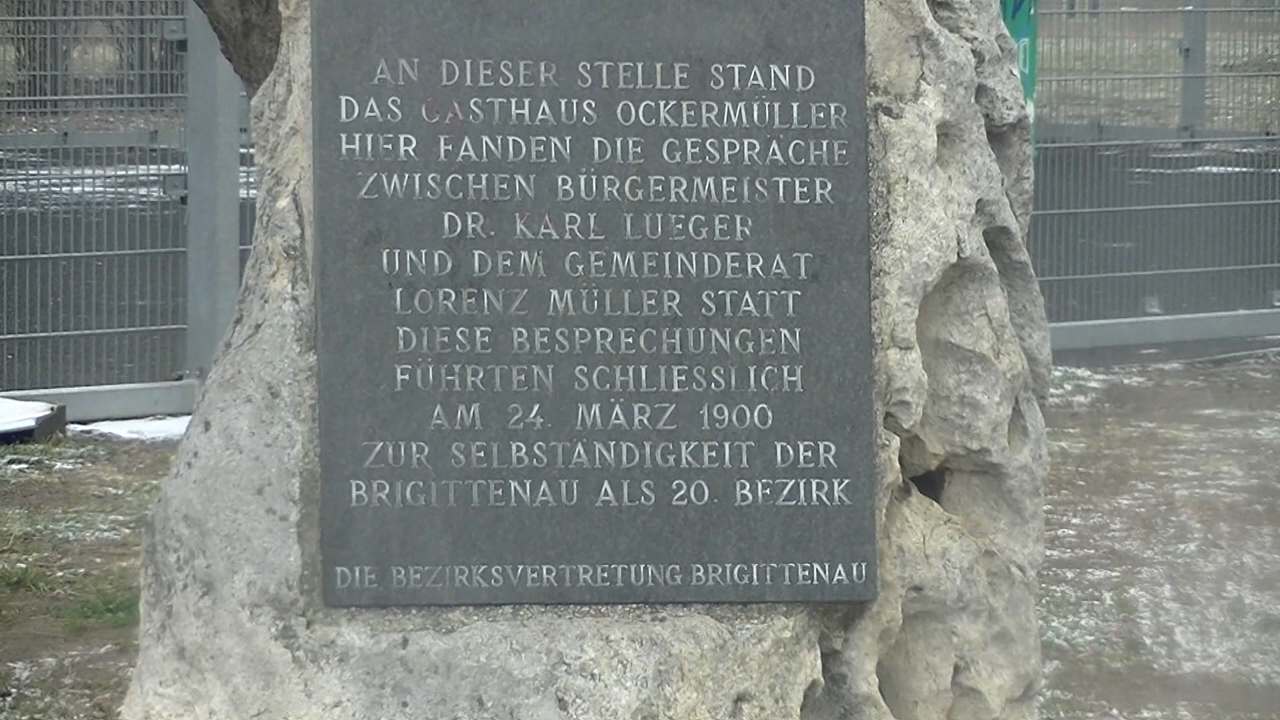 AN DIESER STELLE STAND
DAS GASTHAUS OCKERMÜLLER
HIER FANDEN DIE GESPRÄCHE
ZWISCHEN BÜRGERMEISTER
DR. KARL LUEGER
UND DEM GEMEINDERAT
LORENZ MÜLLER STATT
DIESE BESPRECHUNGEN
FÜHRTEN SCHLIESSLICH
AM 24. MÄRZ 1900
ZUR SELBSTÄNDIGKEIT DER
BRIGITTENAU ALS 20. BEZIRK
DIE BEZIRKSVERTRETUNG BRIGITTENAU